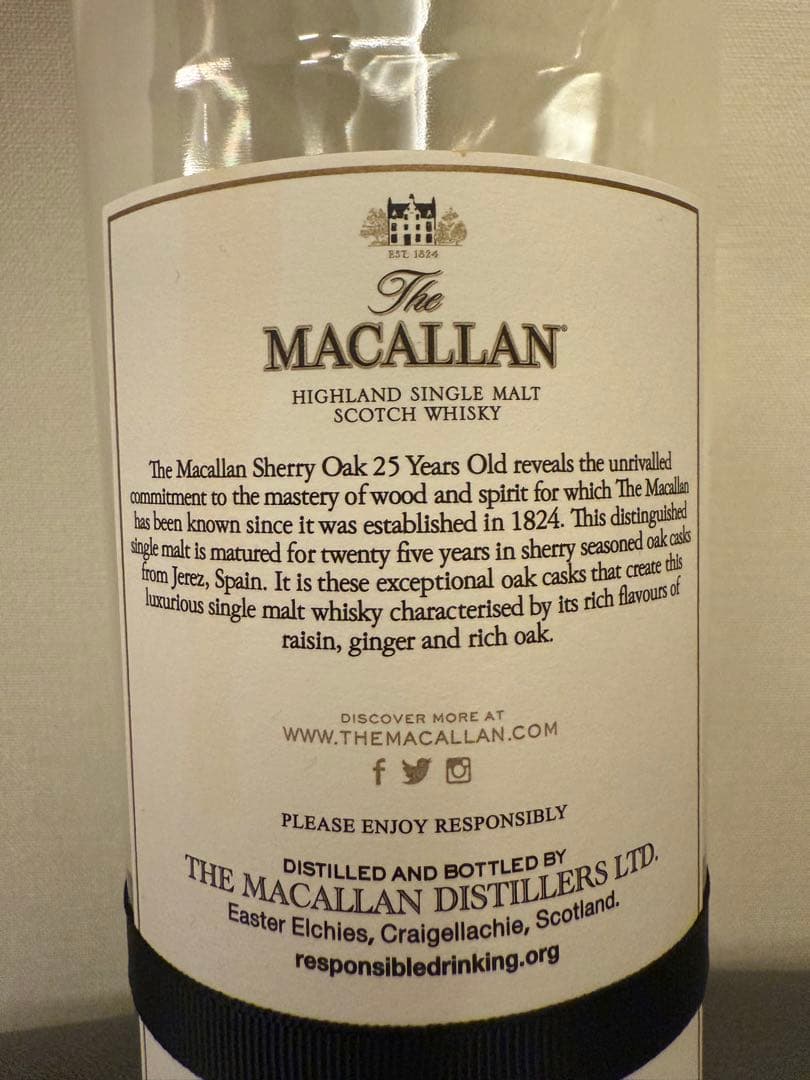 EST. 1824
The
MACALLAN®
HIGHLAND SINGLE MALT
SCOTCH WHISKY
The Macallan Sherry Oak 25 Years Old reveals the unrivalled
commitment to the mastery of wood and spirit for which The Macallan
has been known since it was established in 1824. This distinguished
single malt is matured for twenty five years in sherry seasoned oak casks
from Jerez, Spain. It is these exceptional oak casks that create this
luxurious single malt whisky characterised by its rich flavours of
raisin, ginger and rich oak.
DISCOVER MORE AT
WWW.THEMACALLAN.COM
PLEASE ENJOY RESPONSIBLY
DISTILLED AND BOTTLED BY
THE MACALLAN DISTILLERS LTD.
Easter Elchies, Craigellachie, Scotland.
responsibledrinking.org